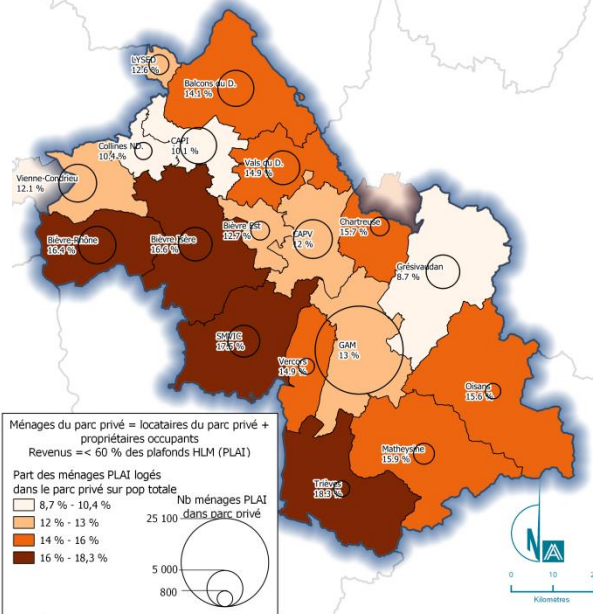 LYSED
12.6 %
Balcons du D.
14.1 %
CAPI
10.1 %
Collines ND.
10.4 %
Vals du D.
14.9 %
Vienne-Condrieu
12.1 %
Chartreuse
15.7 %
Bièvre Est
12.7 %
CAPV
12 %
Bièvre-Rhône
16.4 %
Bièvre Isère
16.6 %
Grésivaudan
8.7 %
SMVIC
GAM
13 %
Vercors
14.9 %
Oisans
15.6 %
Matheysine
15.9 %
Trièves
18.3 %
Ménages du parc privé = locataires du parc privé +
propriétaires occupants
Revenus =< 60 % des plafonds HLM (PLAI)
Part des ménages PLAI logés
dans le parc privé sur pop totale
8,7 % - 10,4 %
12 % - 13 %
14 % - 16 %
16 % - 18,3 %
Nb ménages PLAI
dans parc privé
25 100
5 000
800
N
0 10 2
Kilomètres